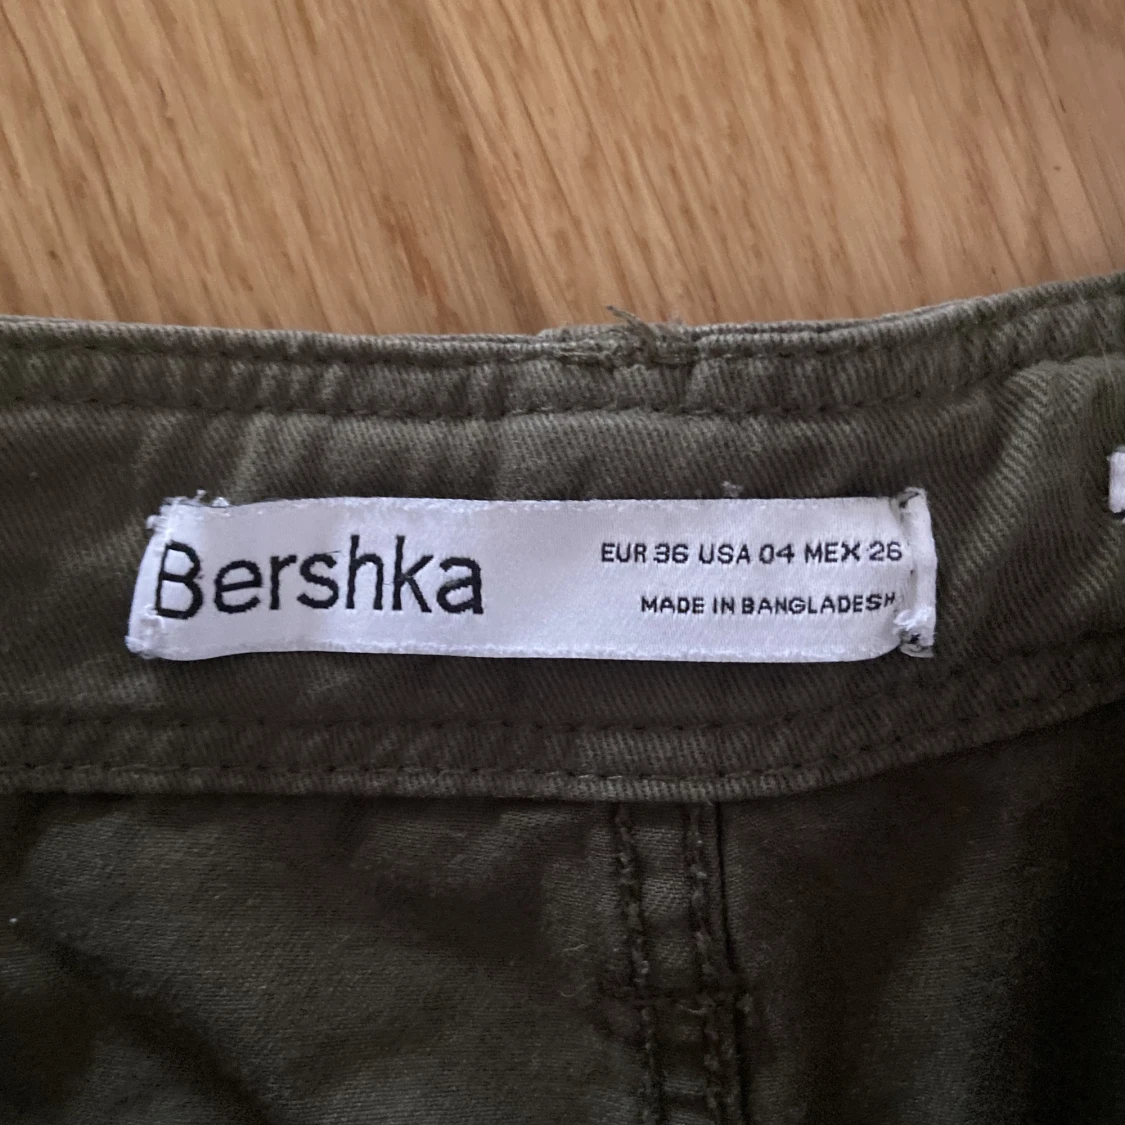 Bershka
EUR 36 USA 04 MEX 26
MADE IN BANGLADESH